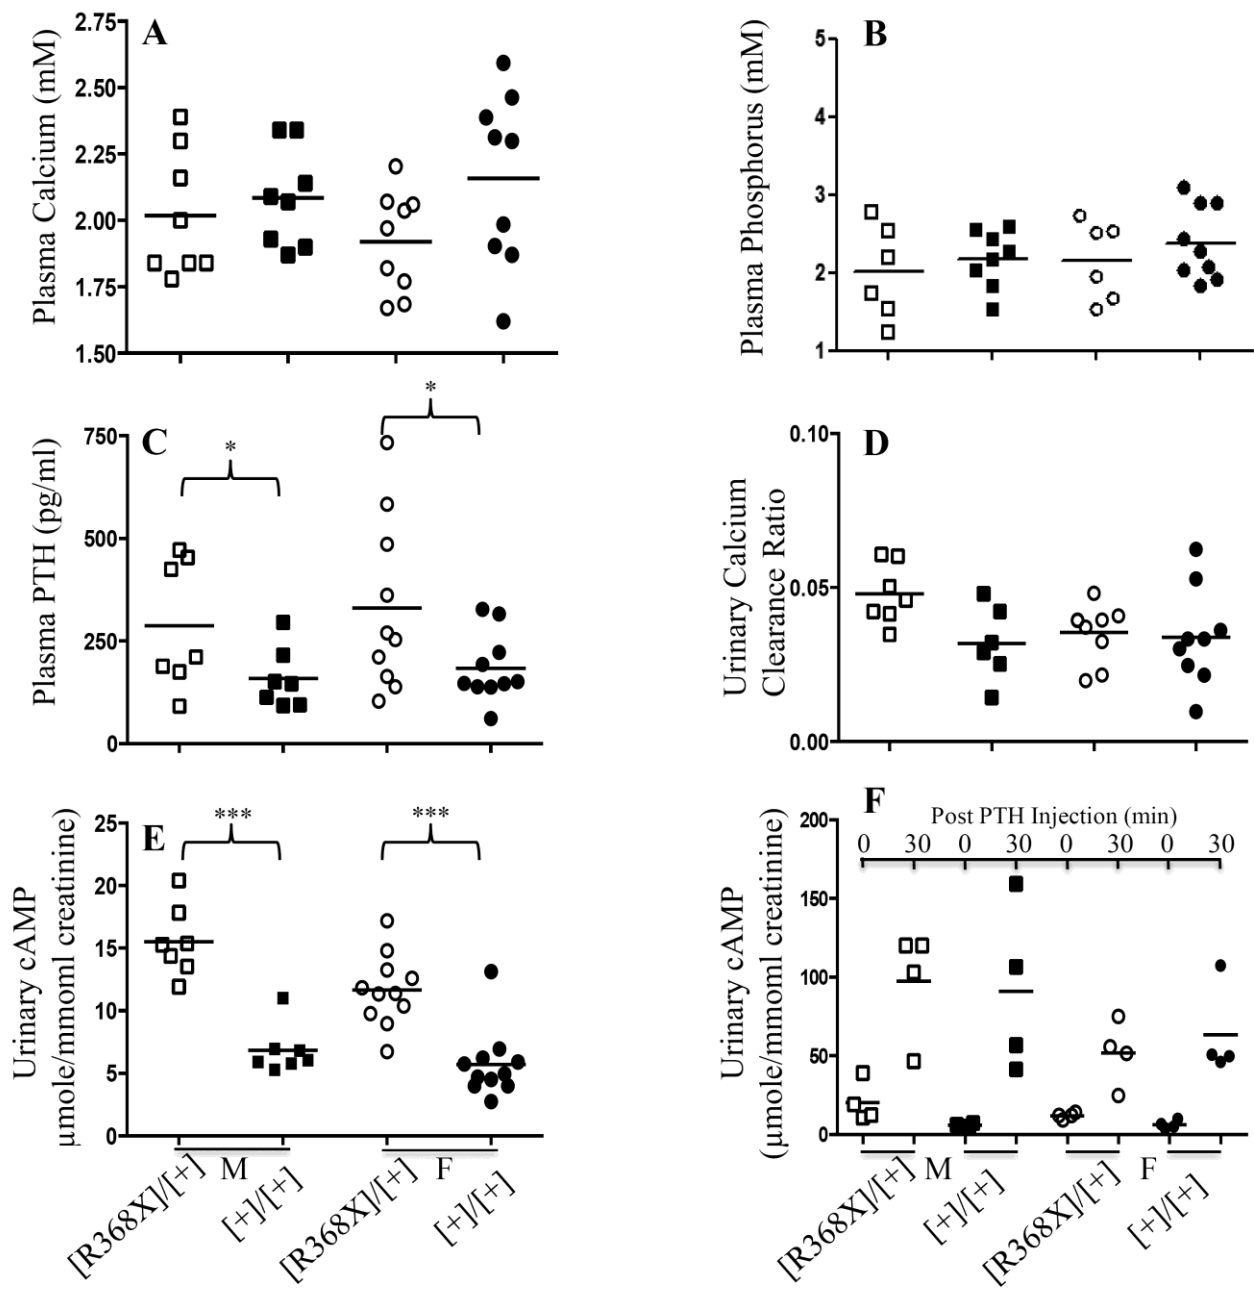 A
Plasma Calcium (mM)
2.75
2.50
2.25
2.00
1.75
1.50
B
Plasma Phosphorus (mM)
5
4
3
2
1
C
Plasma PTH (pg/ml)
750
500
250
0
*
*
D
Urinary Calcium
Clearance Ratio
0.10
0.05
0.00
E
Urinary cAMP
µmole/mmoml creatinine)
25
20
15
10
5
0
***
***
[R368X]/[+]
M
[+]/[+]
[R368X]/[+]
F
[+]/[+]
F
Post PTH Injection (min)
0 30 0 30 0 30 0 30
Urinary cAMP
(µmole/mmoml creatinine)
200
150
100
50
0
[R368X]/[+]
M
[+]/[+]
[R368X]/[+]
F
[+]/[+]